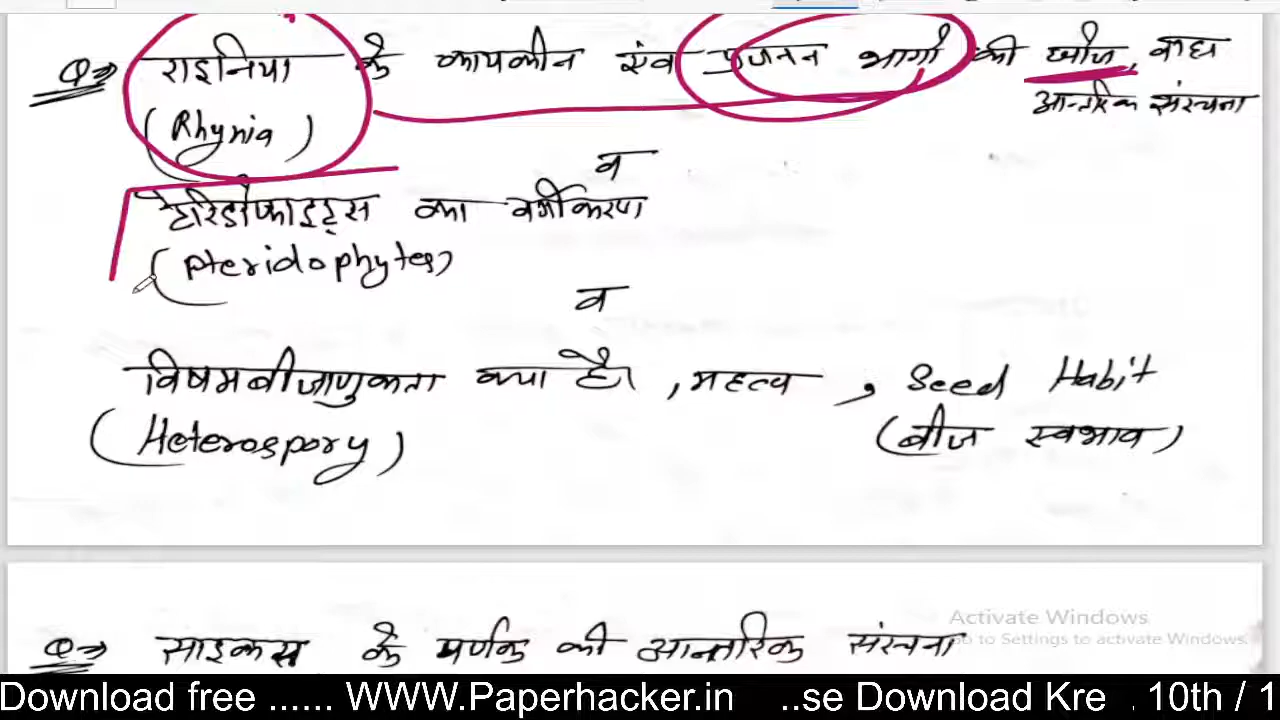 Q⇒ राइनिया के कायकीन एंव प्रजनन भागो की खोज, बाह्य
(Rhynia) आन्तरिक संरचना
व
टेरिडोफाइट्स का वर्गीकरण
(Pteridophytes)
व
विषमबीजाणुकता क्या है। , महत्व , Seed Habit
(Heterospory) (बीज स्वभाव)
Q⇒ साइकस के पर्णक की आन्तरिक संरचना
Activate Windows
Go to Settings to activate Windows.
Download free ...... WWW.Paperhacker.in ..se Download Kre . 10th / 1